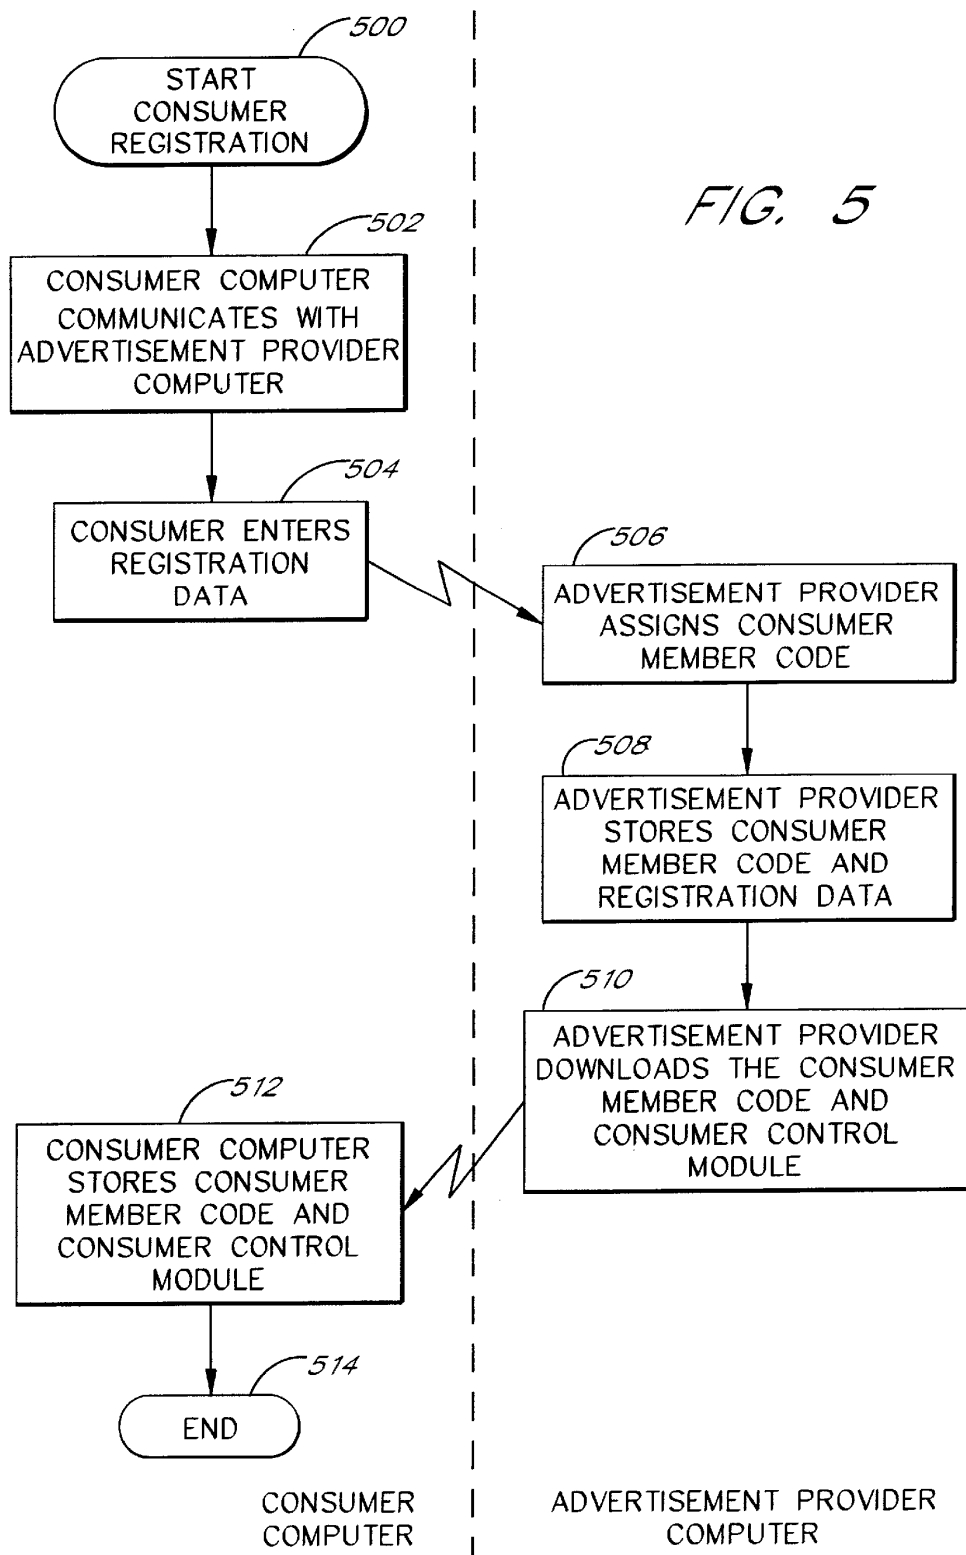 500
START
CONSUMER
REGISTRATION
FIG. 5
502
CONSUMER COMPUTER
COMMUNICATES WITH
ADVERTISEMENT PROVIDER
COMPUTER
504
CONSUMER ENTERS
REGISTRATION
DATA
506
ADVERTISEMENT PROVIDER
ASSIGNS CONSUMER
MEMBER CODE
508
ADVERTISEMENT PROVIDER
STORES CONSUMER
MEMBER CODE AND
REGISTRATION DATA
510
ADVERTISEMENT PROVIDER
DOWNLOADS THE CONSUMER
MEMBER CODE AND
CONSUMER CONTROL
MODULE
512
CONSUMER COMPUTER
STORES CONSUMER
MEMBER CODE AND
CONSUMER CONTROL
MODULE
514
END
CONSUMER
COMPUTER
ADVERTISEMENT PROVIDER
COMPUTER